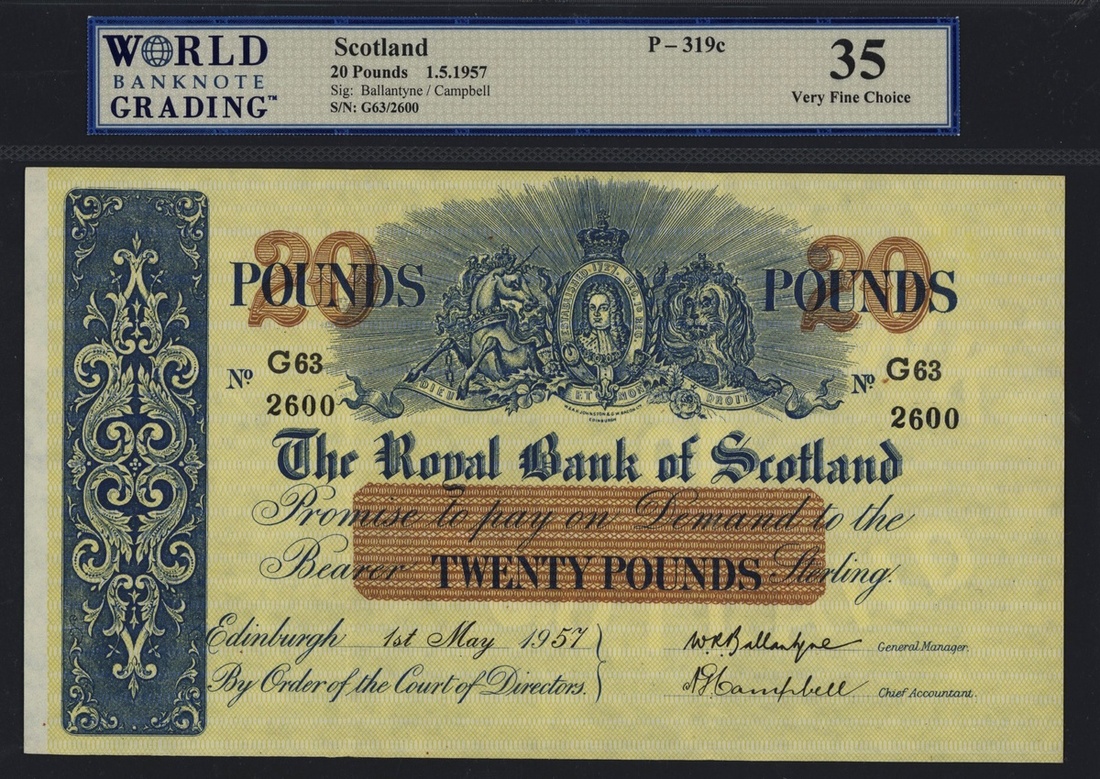 WORLD
BANKNOTE
GRADING™
Scotland
P – 319c
20 Pounds 1.5.1957
Sig: Ballantyne / Campbell
S/N: G63/2600
35
Very Fine Choice
20
POUNDS
20
POUNDS
DIEU ET MON DROIT
EDINBURGH
Nº G63
2600
Nº G63
2600
The Royal Bank of Scotland
Promise to pay on Demand to the
Bearer TWENTY POUNDS Sterling.
Edinburgh 1st May 1957
By Order of the Court of Directors.
W.R. Ballantyne General Manager.
A.G. Campbell Chief Accountant.